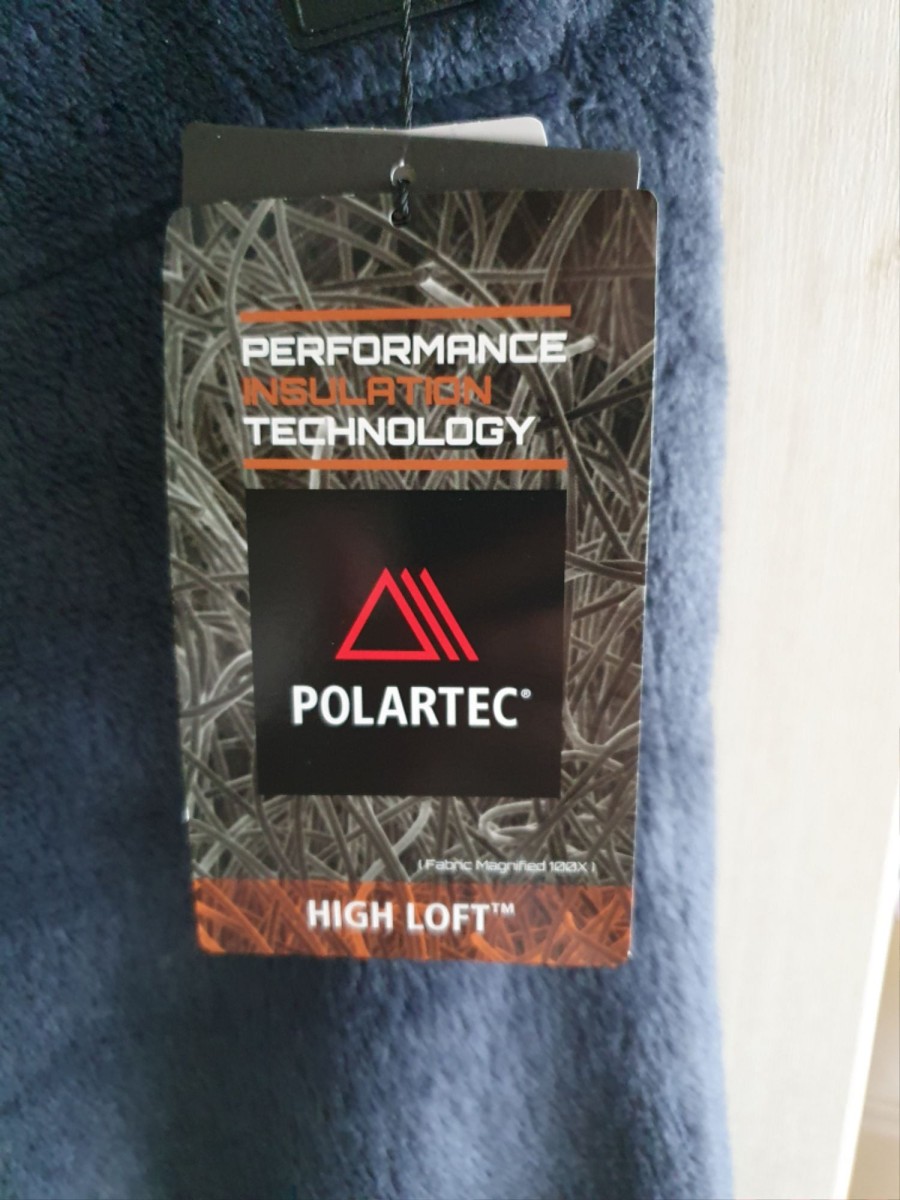 PERFORMANCE
INSULATION
TECHNOLOGY
POLARTEC®
( Fabric Magnified 100X )
HIGH LOFT™